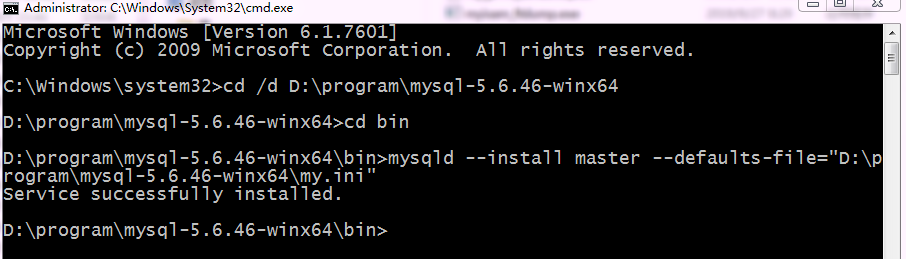 Administrator: C:\Windows\System32\cmd.exe
Microsoft Windows [Version 6.1.7601]
Copyright (c) 2009 Microsoft Corporation.  All rights reserved.
C:\Windows\system32>cd /d D:\program\mysql-5.6.46-winx64
D:\program\mysql-5.6.46-winx64>cd bin
D:\program\mysql-5.6.46-winx64\bin>mysqld --install master --defaults-file="D:\p
rogram\mysql-5.6.46-winx64\my.ini"
Service successfully installed.
D:\program\mysql-5.6.46-winx64\bin>